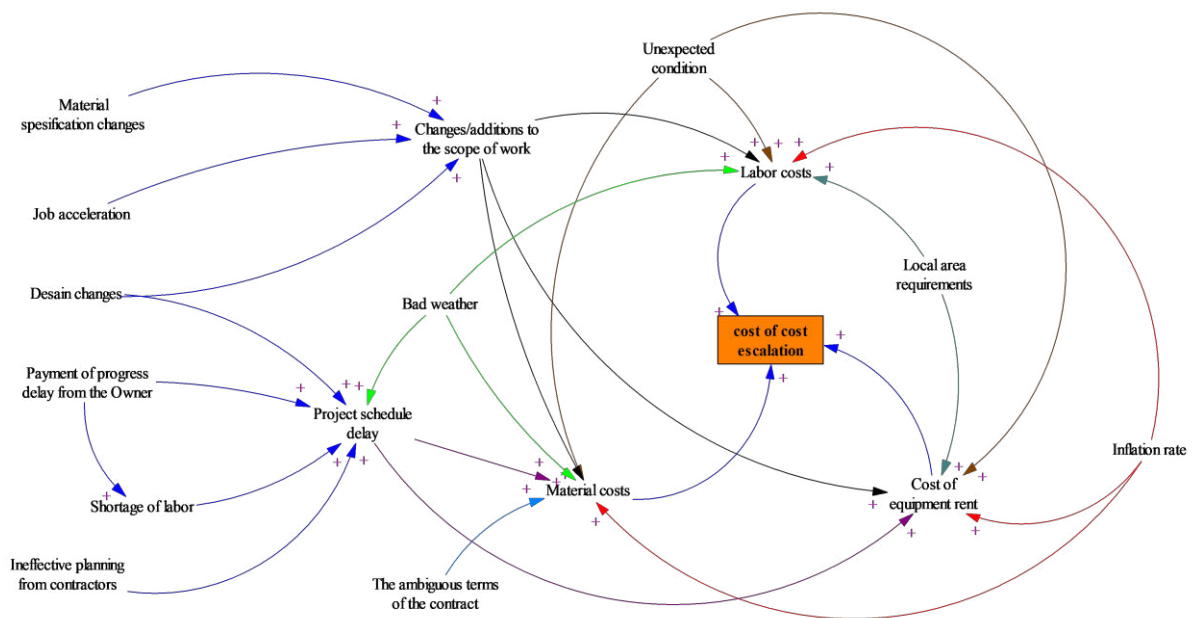 Unexpected
condition
Material
spesification changes
Changes/additions to
the scope of work
Labor costs
Job acceleration
Local area
requirements
Desain changes
Bad weather
cost of cost
escalation
Payment of progress
delay from the Owner
Project schedule
delay
Inflation rate
Shortage of labor
Material costs
Cost of
equipment rent
Ineffective planning
from contractors
The ambiguous terms
of the contract